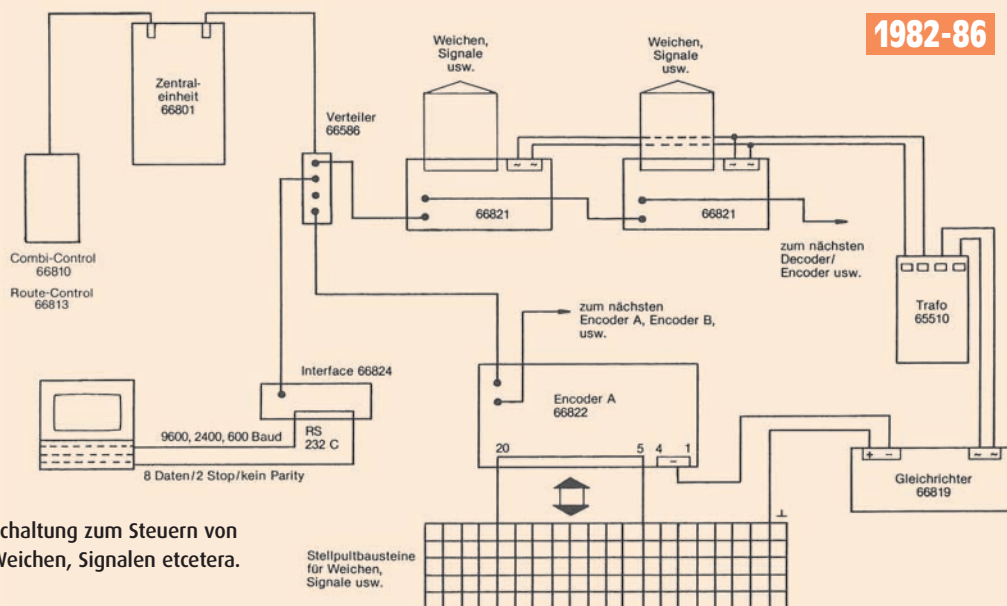 1982-86
Weichen,
Signale
usw.
Weichen,
Signale
usw.
Zentral-
einheit
66801
Verteiler
66586
~ ~
~ ~
66821
66821
Combi-Control
66810
Route-Control
66813
zum nächsten
Decoder/
Encoder usw.
Trafo
65510
zum nächsten
Encoder A, Encoder B,
usw.
Interface 66824
Encoder A
66822
9600, 2400, 600 Baud
RS
232 C
8 Daten/2 Stop/kein Parity
20 5 4 1
–
+ – ~ ~
Gleichrichter
66819
⊥
chaltung zum Steuern von
Weichen, Signalen etcetera.
Stellpultbausteine
für Weichen,
Signale usw.